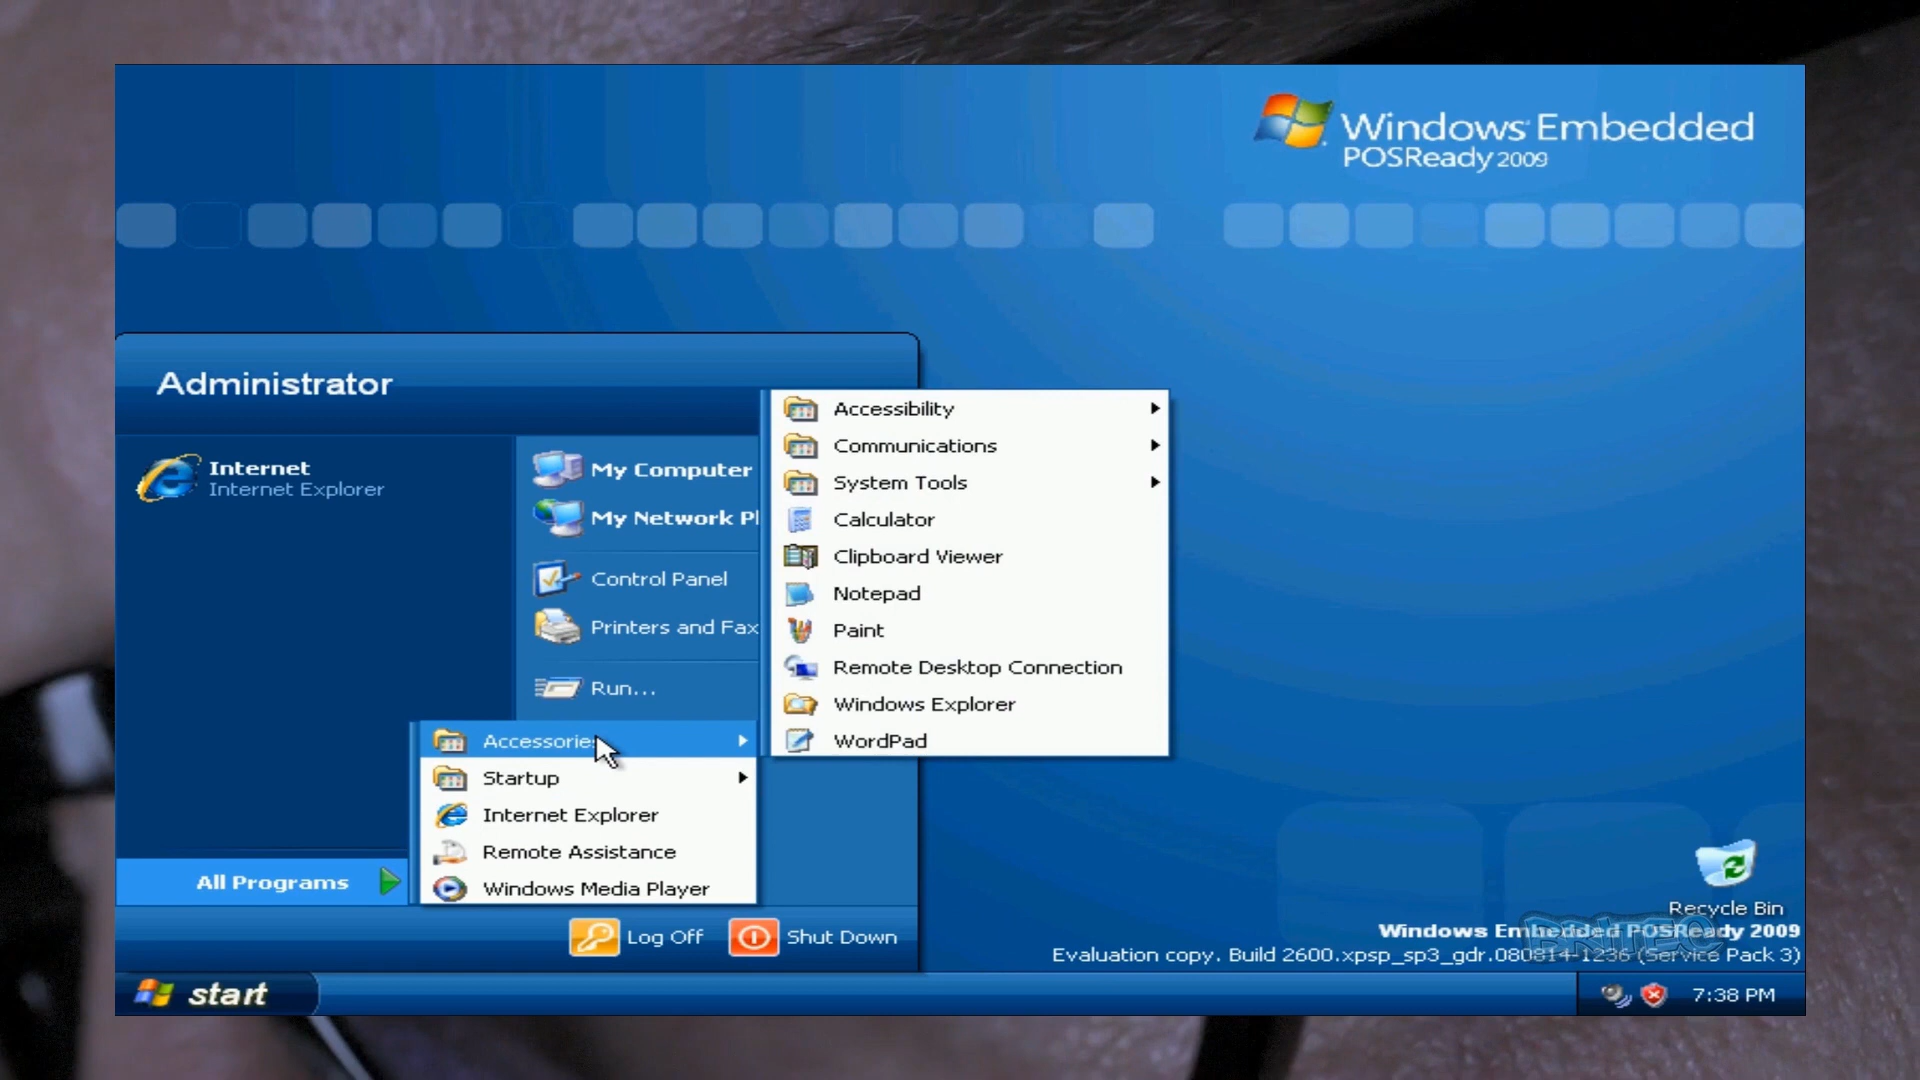 Windows Embedded
POSReady 2009
Administrator
Internet
Internet Explorer
My Computer
My Network Pl
Control Panel
Printers and Fax
Run...
Accessibility
Communications
System Tools
Calculator
Clipboard Viewer
Notepad
Paint
Remote Desktop Connection
Windows Explorer
WordPad
Accessories
Startup
Internet Explorer
Remote Assistance
Windows Media Player
All Programs
Log Off
Shut Down
Recycle Bin
Windows Embedded POSReady 2009
Evaluation copy. Build 2600.xpsp_sp3_gdr.080814-1236 (Service Pack 3)
BRITEC
start
7:38 PM